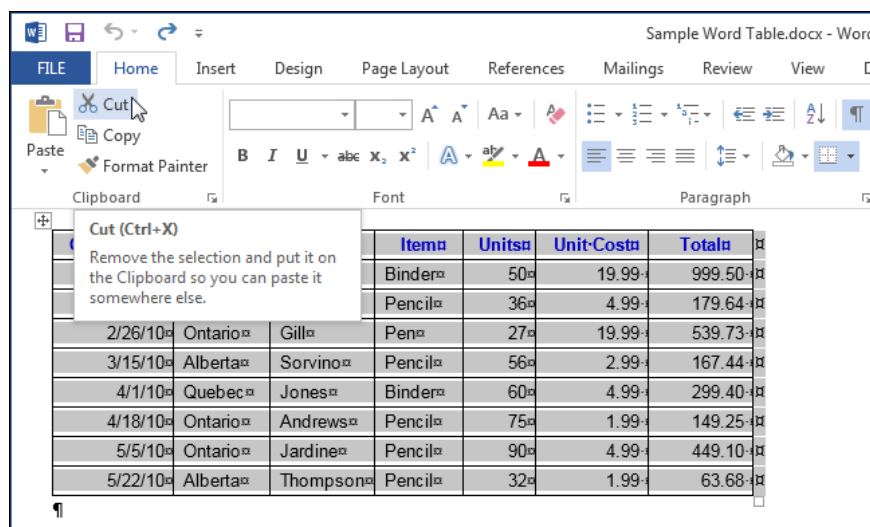 Sample Word Table.docx - Word
FILE Home Insert Design Page Layout References Mailings Review View
Cut
Copy
Paste
Format Painter
B I U abc X₂ X² A A Aa A ab A
Clipboard Font Paragraph
Cut (Ctrl+X)
Remove the selection and put it on
the Clipboard so you can paste it
somewhere else.
Item¤ Units¤ Unit·Cost¤ Total¤ ¤
Binder¤ 50¤ 19.99· 999.50·¤
Pencil¤ 36¤ 4.99· 179.64·¤
2/26/10¤ Ontario¤ Gill¤ Pen¤ 27¤ 19.99· 539.73·¤
3/15/10¤ Alberta¤ Sorvino¤ Pencil¤ 56¤ 2.99· 167.44·¤
4/1/10¤ Quebec¤ Jones¤ Binder¤ 60¤ 4.99· 299.40·¤
4/18/10¤ Ontario¤ Andrews¤ Pencil¤ 75¤ 1.99· 149.25·¤
5/5/10¤ Ontario¤ Jardine¤ Pencil¤ 90¤ 4.99· 449.10·¤
5/22/10¤ Alberta¤ Thompson¤ Pencil¤ 32¤ 1.99· 63.68·¤
¶